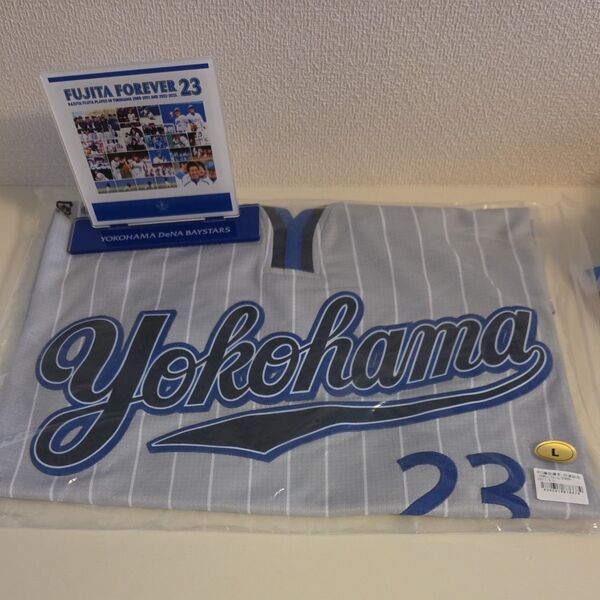 FUJITA FOREVER 23
YOKOHAMA DeNA BAYSTARS
Yokohama
23
L